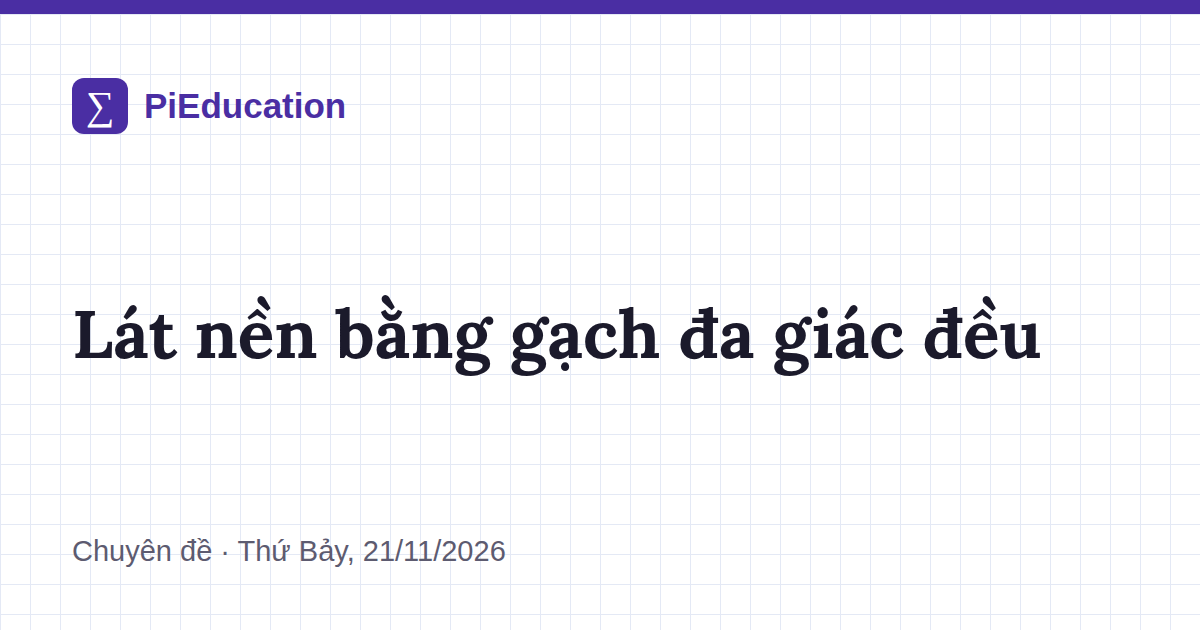 ∑ PiEducation
Lát nền bằng gạch đa giác đều
Chuyên đề · Thứ Bảy, 21/11/2026